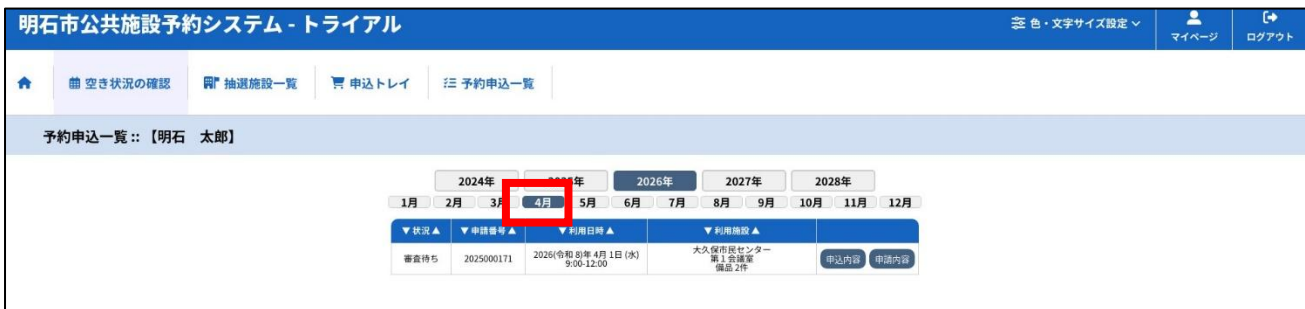 明石市公共施設予約システム - トライアル
色・文字サイズ設定
マイページ
ログアウト
空き状況の確認
抽選施設一覧
申込トレイ
予約申込一覧
予約申込一覧 :: 【明石　太郎】
2024年 2025年 2026年 2027年 2028年
1月 2月 3月 4月 5月 6月 7月 8月 9月 10月 11月 12月
▼状況▲ ▼申請番号▲ ▼利用日時▲ ▼利用施設▲
審査待ち 2025000171
2026(令和 8)年 4月 1日 (水)
9:00-12:00
大久保市民センター
第１会議室
備品 2件
申込内容 申請内容